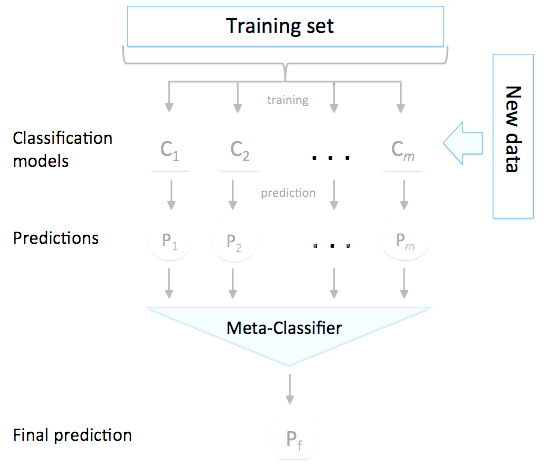 Training set
training
Classification
models
C1 C2 . . . Cm
New data
prediction
Predictions
P1 P2 . . . Pm
Meta-Classifier
Final prediction
Pf